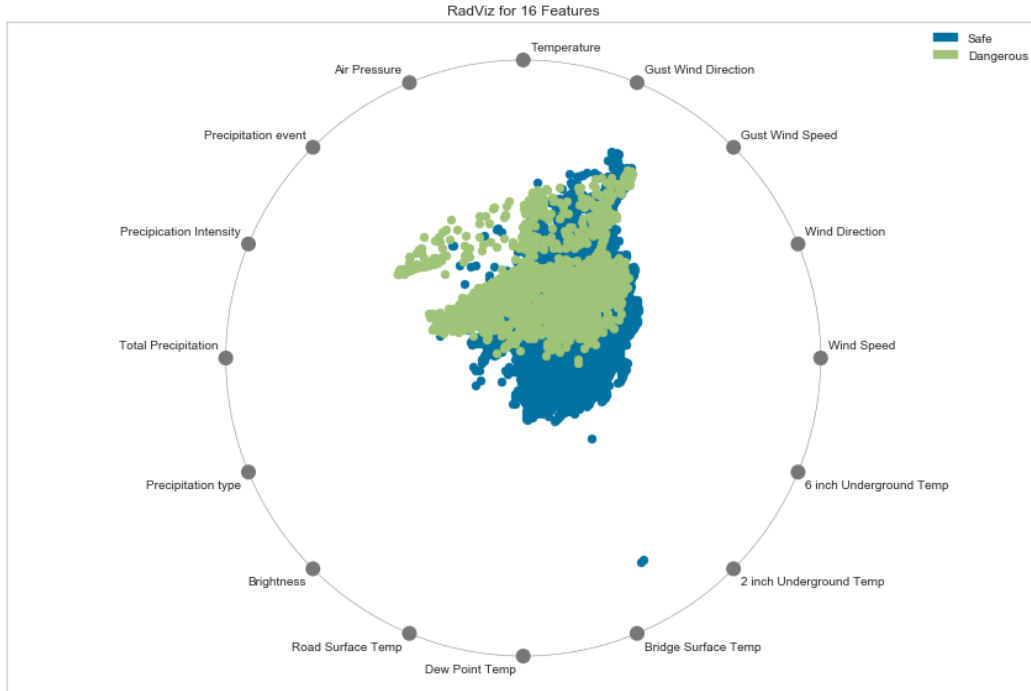 RadViz for 16 Features
Safe
Dangerous
Temperature
Air Pressure
Gust Wind Direction
Precipitation event
Gust Wind Speed
Precipication Intensity
Wind Direction
Total Precipitation
Wind Speed
Precipitation type
6 inch Underground Temp
Brightness
2 inch Underground Temp
Road Surface Temp
Bridge Surface Temp
Dew Point Temp